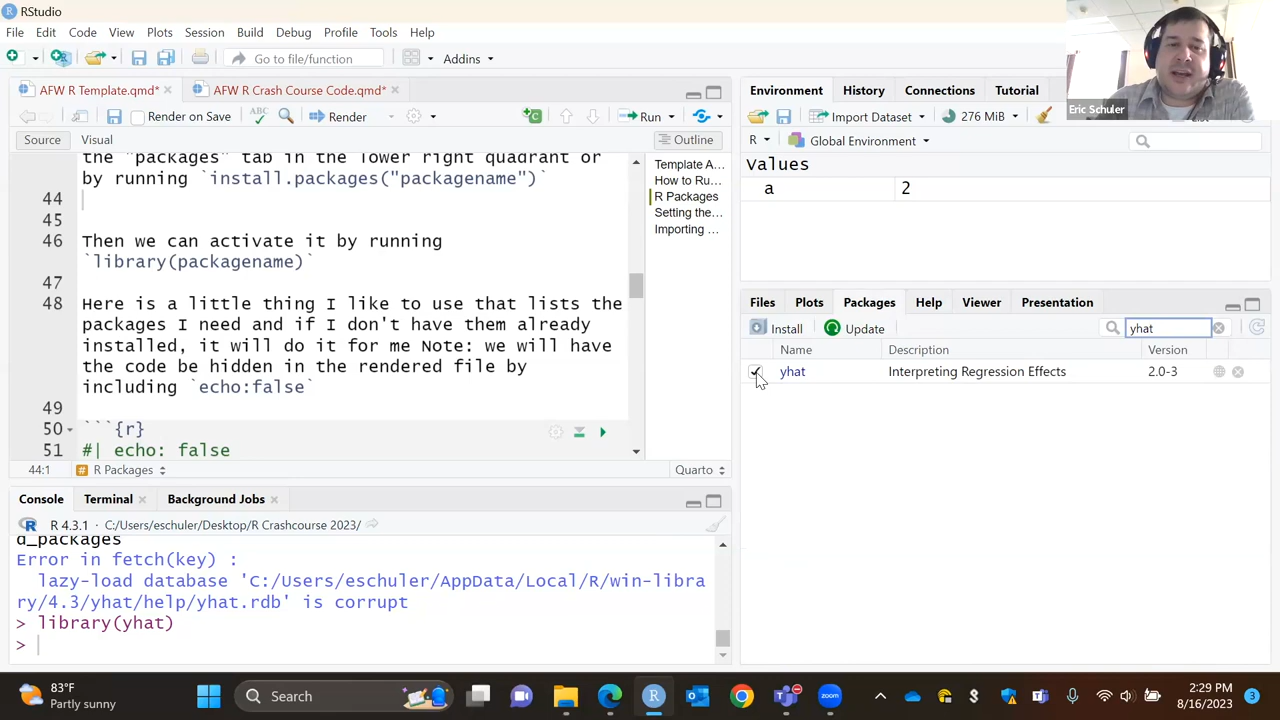 RStudio
File Edit Code View Plots Session Build Debug Profile Tools Help
Go to file/function Addins
AFW R Template.qmd* AFW R Crash Course Code.qmd*
Render on Save ABC Render Run
Source Visual Outline
the "packages" tab in the lower right quadrant or
by running `install.packages("packagename")`
44
45
46 Then we can activate it by running
`library(packagename)`
47
48 Here is a little thing I like to use that lists the
packages I need and if I don't have them already
installed, it will do it for me Note: we will have
the code be hidden in the rendered file by
including `echo:false`
49
50 ```{r}
51 #| echo: false
Template A...
How to Ru...
R Packages
Setting the...
Importing ...
44:1 # R Packages Quarto
Console Terminal Background Jobs
R 4.3.1 · C:/Users/eschuler/Desktop/R Crashcourse 2023/
d_packages
Error in fetch(key) :
lazy-load database 'C:/Users/eschuler/AppData/Local/R/win-libra
ry/4.3/yhat/help/yhat.rdb' is corrupt
> library(yhat)
>
Environment History Connections Tutorial
Import Dataset 276 MiB
R Global Environment
Values
a 2
Files Plots Packages Help Viewer Presentation
Install Update yhat
Name Description Version
yhat Interpreting Regression Effects 2.0-3
Eric Schuler
83°F
Partly sunny
Search
zoom
2:29 PM
8/16/2023
3